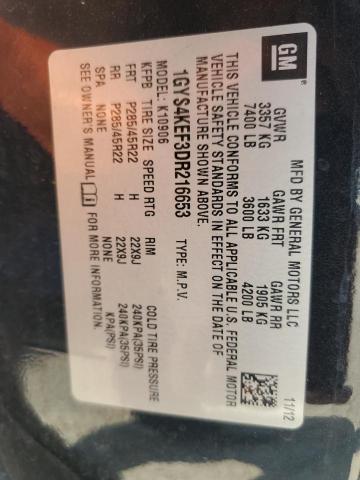 GM
MFD BY GENERAL MOTORS LLC
11/12
GVWR GAWR FRT GAWR RR
3357 KG 1633 KG 1905 KG
7400 LB 3600 LB 4200 LB
THIS VEHICLE CONFORMS TO ALL APPLICABLE U.S. FEDERAL MOTOR
VEHICLE SAFETY STANDARDS IN EFFECT ON THE DATE OF
MANUFACTURE SHOWN ABOVE.
1GYS4KEF3DR216653 TYPE: M.P.V.
MODEL: K10906
KFPB TIRE SIZE SPEED RTG RIM COLD TIRE PRESSURE
FRT P285/45R22 H 22X9J 240KPA(35PSI)
RR P285/45R22 H 22X9J 240KPA(35PSI)
SPA NONE NONE KPA(PSI)
SEE OWNER'S MANUAL FOR MORE INFORMATION